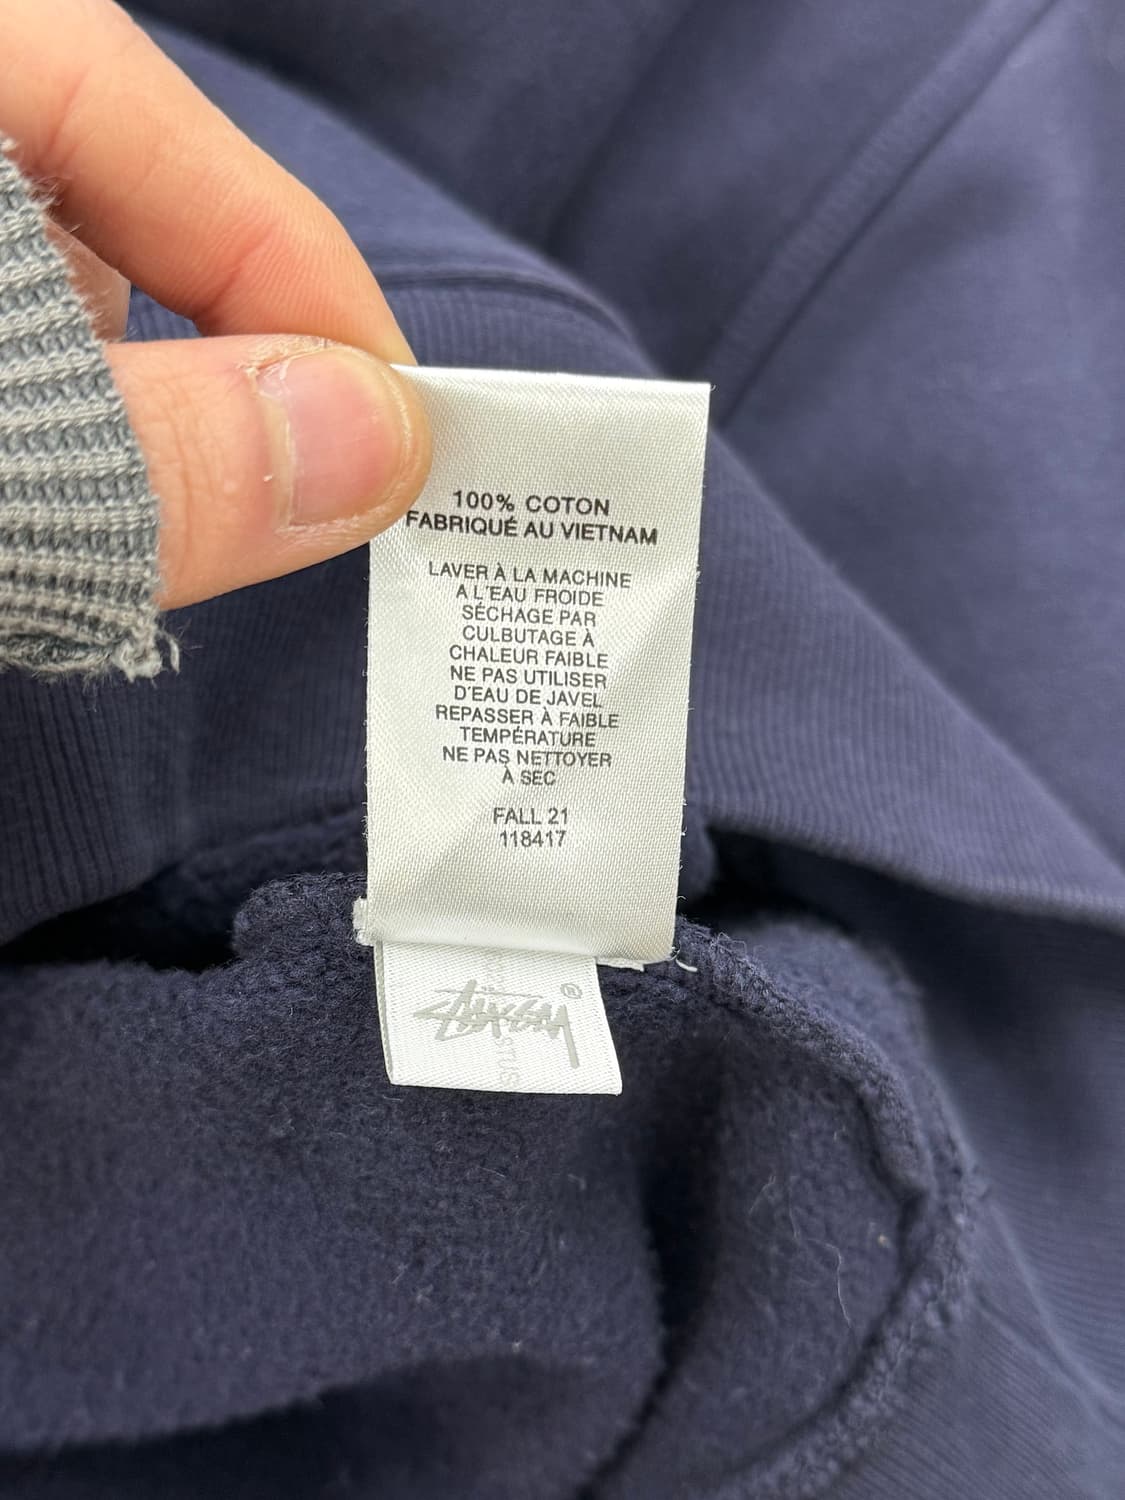 100% COTON
FABRIQUÉ AU VIETNAM
LAVER À LA MACHINE
A L'EAU FROIDE
SÉCHAGE PAR
CULBUTAGE À
CHALEUR FAIBLE
NE PAS UTILISER
D'EAU DE JAVEL
REPASSER À FAIBLE
TEMPÉRATURE
NE PAS NETTOYER
À SEC
FALL 21
118417
Stüssy®